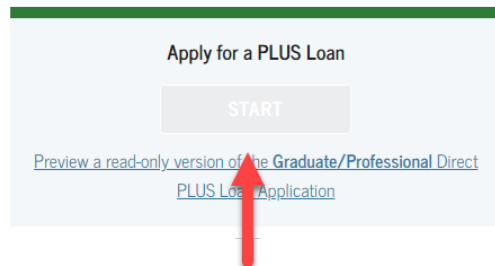 Apply for a PLUS Loan
START
Preview a read-only version of the Graduate/Professional Direct
PLUS Loan Application